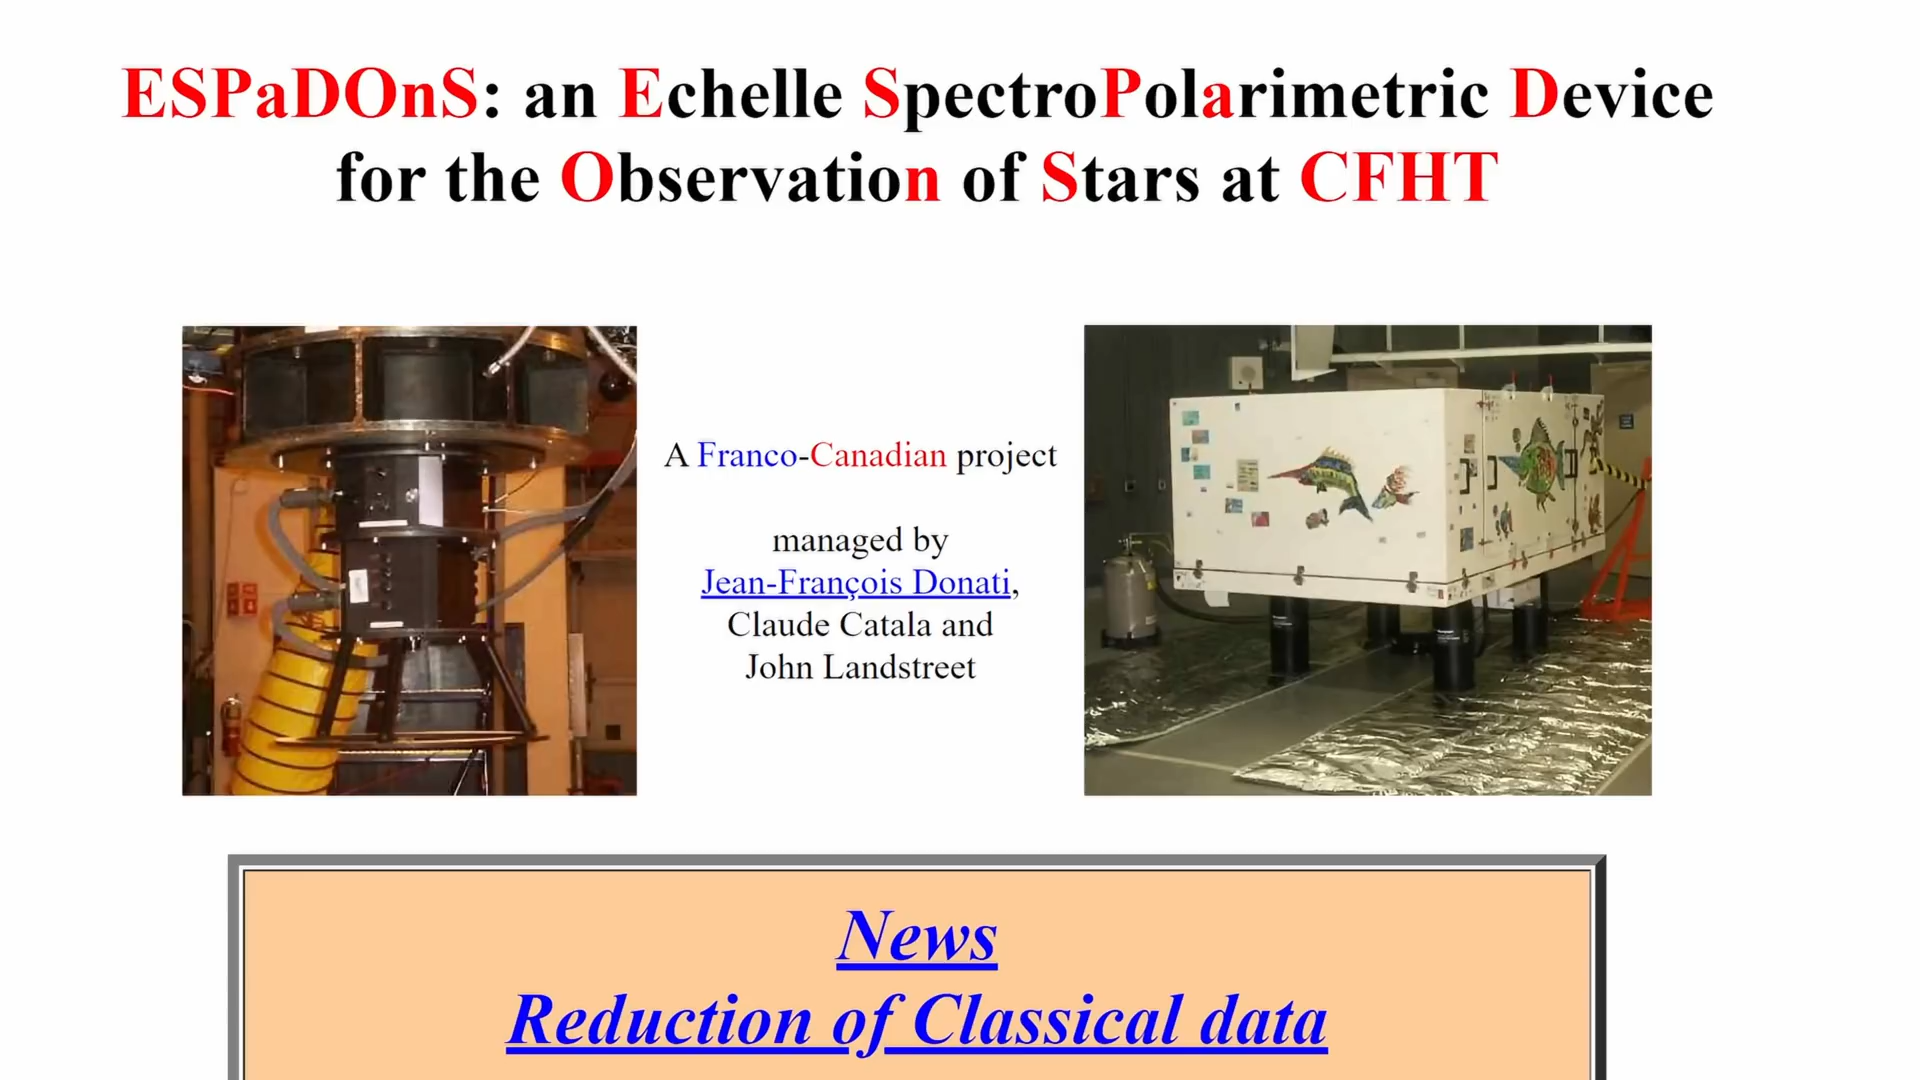 ESPaDOnS: an Echelle SpectroPolarimetric Device
for the Observation of Stars at CFHT
A Franco-Canadian project
managed by
Jean-François Donati,
Claude Catala and
John Landstreet
News
Reduction of Classical data